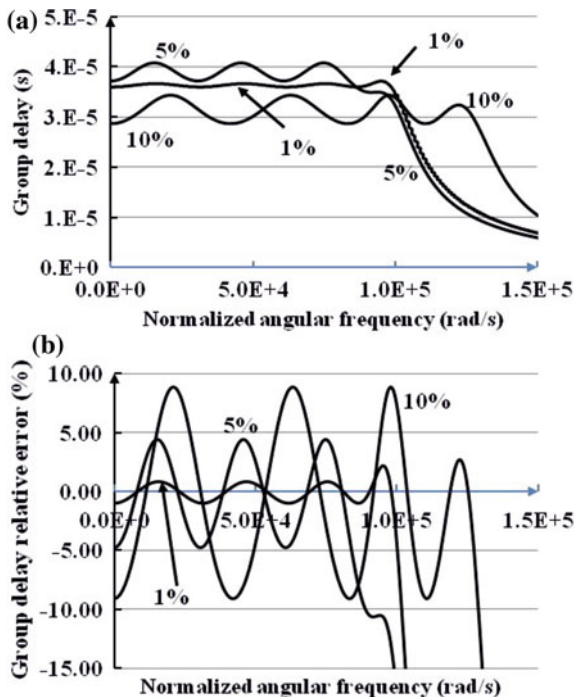 (a)
5.E-5
4.E-5
3.E-5
2.E-5
1.E-5
0.E+0
Group delay (s)
5%
1%
10%
10%
1%
5%
0.0E+0
5.0E+4
1.0E+5
1.5E+5
Normalized angular frequency (rad/s)
(b)
10.00
5.00
0.00
-5.00
-10.00
-15.00
Group delay relative error (%)
10%
5%
1%
0.0E+0
5.0E+4
1.0E+5
1.5E+5
Normalized angular frequency (rad/s)